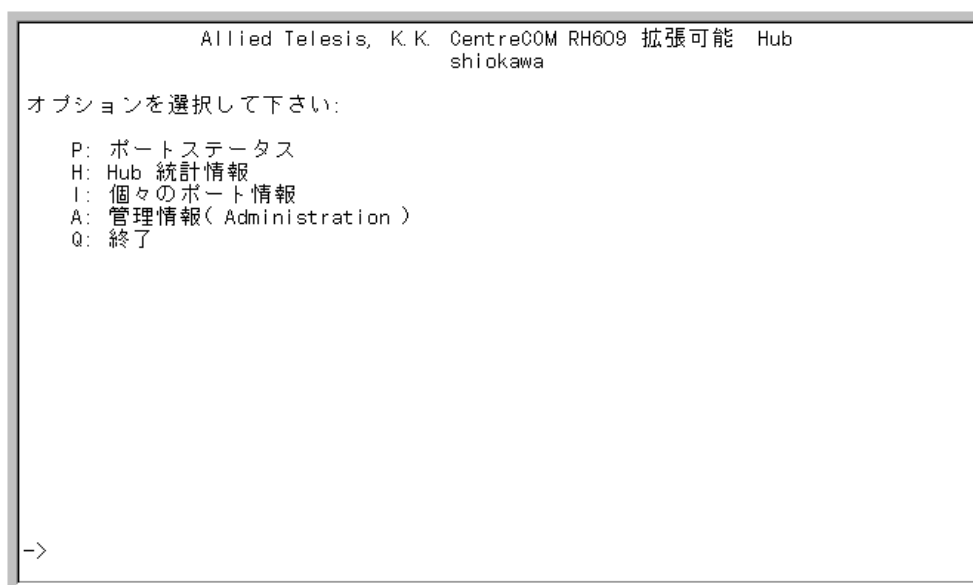 Allied Telesis, K.K. CentreCOM RH609 拡張可能 Hub
shiokawa
オプションを選択して下さい:
P: ポートステータス
H: Hub 統計情報
I: 個々のポート情報
A: 管理情報( Administration )
Q: 終了
->